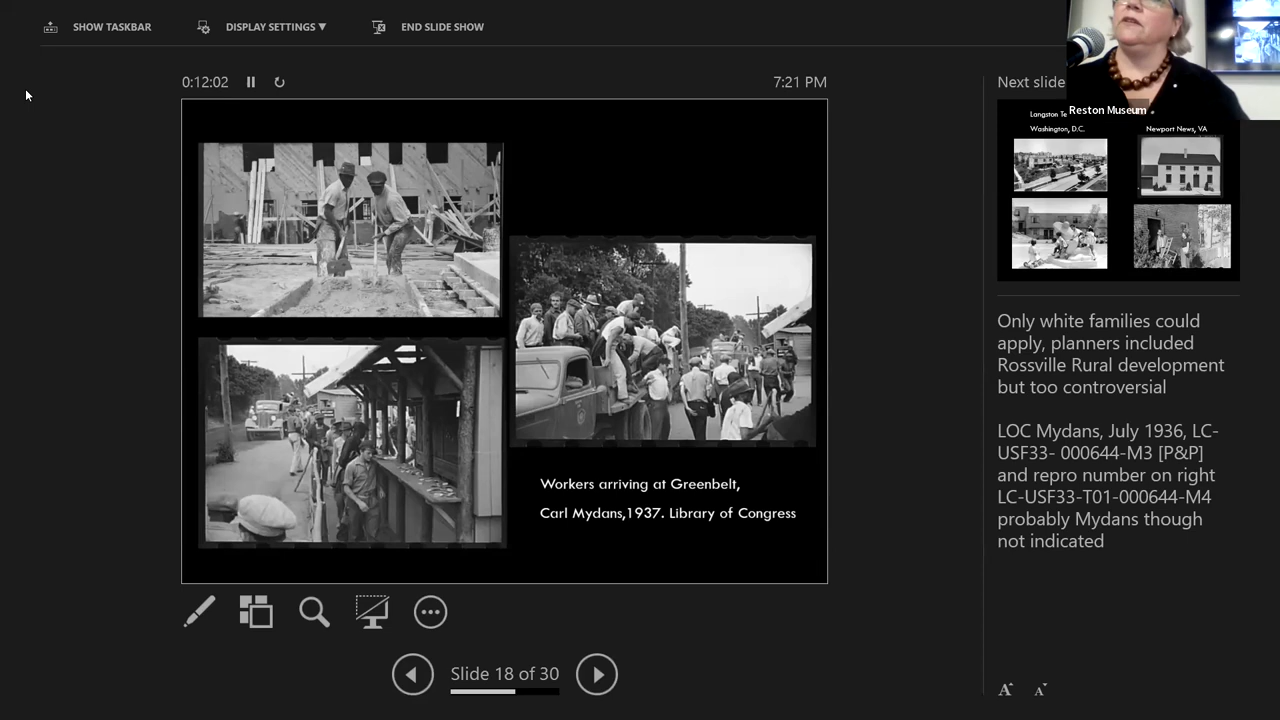 SHOW TASKBAR
DISPLAY SETTINGS ▼
END SLIDE SHOW
0:12:02
7:21 PM
Next slide
Reston Museum
Langston Te
Washington, D.C.
Newport News, VA
Workers arriving at Greenbelt,
Carl Mydans,1937. Library of Congress
Only white families could
apply, planners included
Rossville Rural development
but too controversial
LOC Mydans, July 1936, LC-
USF33- 000644-M3 [P&P]
and repro number on right
LC-USF33-T01-000644-M4
probably Mydans though
not indicated
Slide 18 of 30
A A